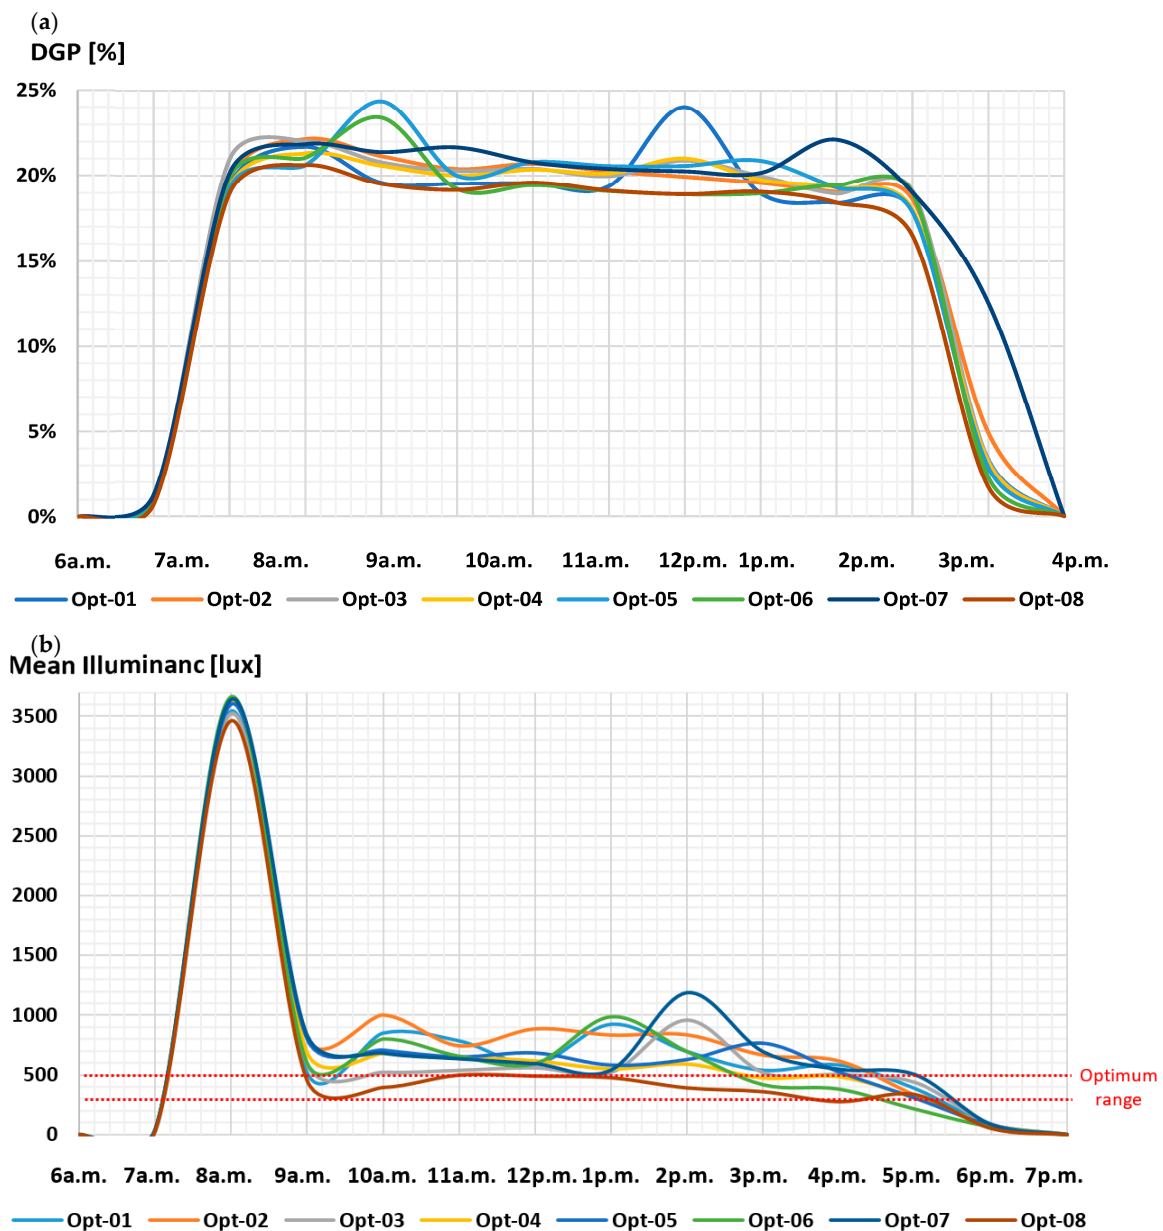 (a)
DGP [%]
25%
20%
15%
10%
5%
0%
6a.m. 7a.m. 8a.m. 9a.m. 10a.m. 11a.m. 12p.m. 1p.m. 2p.m. 3p.m. 4p.m.
Opt-01 Opt-02 Opt-03 Opt-04 Opt-05 Opt-06 Opt-07 Opt-08
(b)
Mean Illuminanc [lux]
3500
3000
2500
2000
1500
1000
500
0
Optimum
range
6a.m. 7a.m. 8a.m. 9a.m. 10a.m. 11a.m. 12p.m. 1p.m. 2p.m. 3p.m. 4p.m. 5p.m. 6p.m. 7p.m.
Opt-01 Opt-02 Opt-03 Opt-04 Opt-05 Opt-06 Opt-07 Opt-08